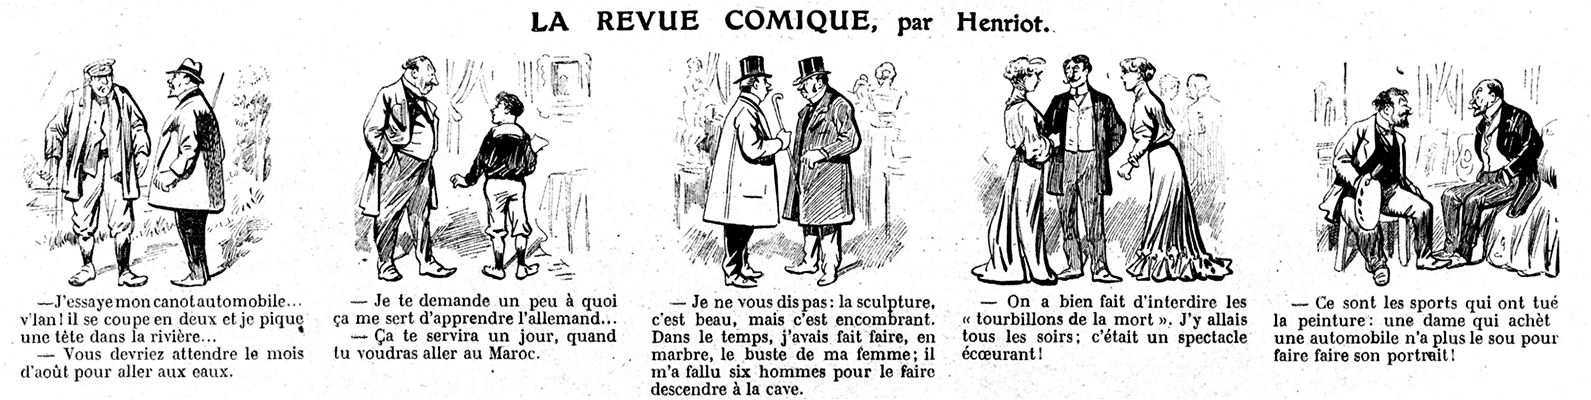 LA REVUE COMIQUE, par Henriot.
—J'essaye mon canot automobile...
v'lan! il se coupe en deux et je pique
une tête dans la rivière...
— Vous devriez attendre le mois
d'août pour aller aux eaux.
— Je te demande un peu à quoi
ça me sert d'apprendre l'allemand...
— Ça te servira un jour, quand
tu voudras aller au Maroc.
— Je ne vous dis pas: la sculpture,
c'est beau, mais c'est encombrant.
Dans le temps, j'avais fait faire, en
marbre, le buste de ma femme; il
m'a fallu six hommes pour le faire
descendre à la cave.
— On a bien fait d'interdire les
« tourbillons de la mort ». J'y allais
tous les soirs; c'était un spectacle
écœurant!
— Ce sont les sports qui ont tué
la peinture: une dame qui achèt
une automobile n'a plus le sou pour
faire faire son portrait!